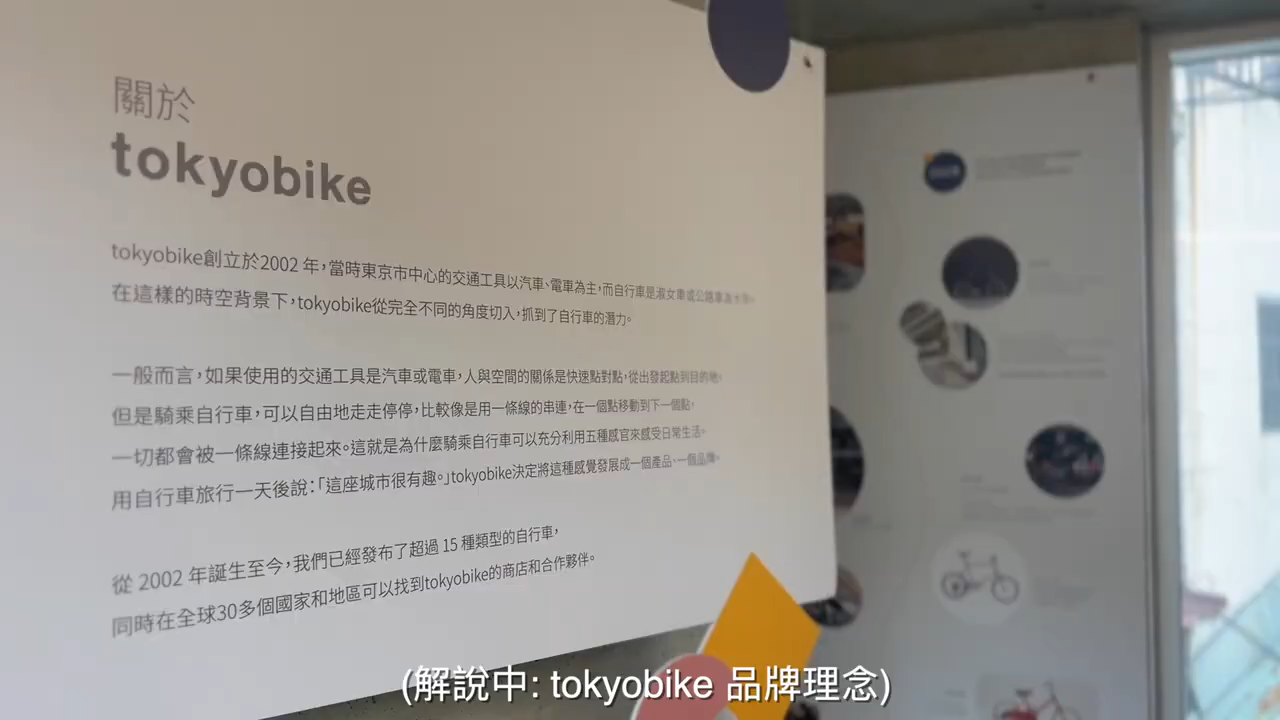 關於
tokyobike
tokyobike創立於2002 年，當時東京市中心的交通工具以汽車、電車為主，而自行車是淑女車或公路車為大宗。
在這樣的時空背景下，tokyobike從完全不同的角度切入，抓到了自行車的潛力。
一般而言，如果使用的交通工具是汽車或電車，人與空間的關係是快速點對點，從出發起點到目的地。
但是騎乘自行車，可以自由地走走停停，比較像是用一條線的串連，在一個點移動到下一個點，
一切都會被一條線連接起來。這就是為什麼騎乘自行車可以充分利用五種感官來感受日常生活。
用自行車旅行一天後說：「這座城市很有趣。」tokyobike決定將這種感覺發展成一個產品、一個品牌。
從 2002 年誕生至今，我們已經發布了超過 15 種類型的自行車，
同時在全球30多個國家和地區可以找到tokyobike的商店和合作夥伴。
(解說中: tokyobike 品牌理念)